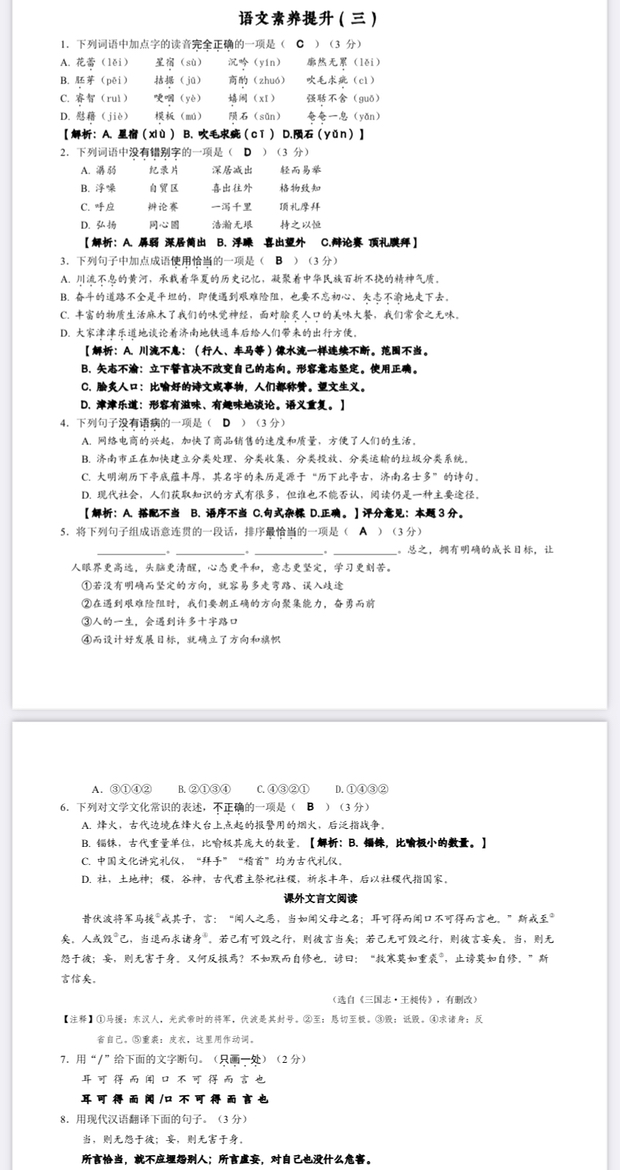 语文素养提升（三）
1. 下列词语中加点字的读音完全正确的一项是（ C ）（3 分）
A. 花蕾（lěi） 星宿（sù） 沉吟（yín） 廓然无累（lěi）
B. 胚芽（pēi） 拮据（jū） 商酌（zhuó） 吹毛求疵（cì）
C. 睿智（ruì） 哽咽（yè） 嬉闹（xī） 强聒不舍（guō）
D. 慰藉（jiè） 模板（mú） 陨石（sǔn） 奄奄一息（yǎn）
【解析：A. 星宿（xiù） B. 吹毛求疵（cī） D.陨石（yǔn）】
2. 下列词语中没有错别字的一项是（ D ）（3 分）
A. 潺弱 纪录片 深居减出 轻而易举
B. 浮噪 自贸区 喜出往外 格物致知
C. 呼应 辨论赛 一泻千里 顶礼摩拜
D. 弘扬 同心圆 浩瀚无垠 持之以恒
【解析：A. 孱弱 深居简出 B. 浮躁 喜出望外 C.辩论赛 顶礼膜拜】
3. 下列句子中加点成语使用恰当的一项是（ B ）（3 分）
A. 川流不息的黄河，承载着华夏的历史记忆，凝聚着中华民族百折不挠的精神气质。
B. 奋斗的道路不全是平坦的，即使遇到艰难险阻，也要不忘初心、矢志不渝地走下去。
C. 丰富的物质生活麻木了我们的味觉神经，面对脍炙人口的美味大餐，我们常食之无味。
D. 大家津津乐道地谈论着济南地铁通车后给人们带来的出行方便。
【解析：A. 川流不息：（行人、车马等）像水流一样连续不断。范围不当。
B. 矢志不渝：立下誓言决不改变自己的志向。形容意志坚定。使用正确。
C. 脍炙人口：比喻好的诗文或事物，人们都称赞。望文生义。
D. 津津乐道：形容有滋味、有趣味地谈论。语义重复。】
4. 下列句子没有语病的一项是（ D ）（3 分）
A. 网络电商的兴起，加快了商品销售的速度和质量，方便了人们的生活。
B. 济南市正在加快建立分类处理、分类收集、分类投放、分类运输的垃圾分类系统。
C. 大明湖历下亭底蕴丰厚，其名字的来历是源于“历下此亭古，济南名士多”的诗句。
D. 现代社会，人们获取知识的方式有很多，但谁也不能否认，阅读仍是一种主要途径。
【解析：A. 搭配不当 B. 语序不当 C.句式杂糅 D.正确。】评分意见：本题 3 分。
5. 将下列句子组成语意连贯的一段话，排序最恰当的一项是（ A ）（3 分）
____________。____________。____________。____________。总之，拥有明确的成长目标，让
人眼界更高远，头脑更清醒，心态更平和，意志更坚定，学习更刻苦。
①若没有明确而坚定的方向，就容易多走弯路、误入歧途
②在遇到艰难险阻时，我们要朝正确的方向聚集能力，奋勇而前
③人的一生，会遇到许多十字路口
④而设计好发展目标，就确立了方向和旗帜
A. ③①④② B. ②①③④ C. ④③②① D. ①④③②
6. 下列对文学文化常识的表述，不正确的一项是（ B ）（3 分）
A. 烽火，古代边境在烽火台上点起的报警用的烟火，后泛指战争。
B. 锱铢，古代重量单位，比喻极其庞大的数量。【解析：B. 锱铢，比喻极小的数量。】
C. 中国文化讲究礼仪，“拜手”“稽首”均为古代礼仪。
D. 社，土地神；稷，谷神，古代君主祭祀社稷，祈求丰年，后以社稷代指国家。
课外文言文阅读
昔伏波将军马援①戒其子，言：“闻人之恶，当如闻父母之名；耳可得而闻口不可得而言也。”斯戒至②
矣。人或毁③己，当退而求诸身④。若己有可毁之行，则彼言当矣；若己无可毁之行，则彼言妄矣。当，则无
怨于彼；妄，则无害于身。又何反报焉？不如默而自修也。谚曰：“救寒莫如重裘⑤，止谤莫如自修。”斯
言信矣。
（选自《三国志·王昶传》，有删改）
【注释】①马援：东汉人，光武帝时的将军，伏波是其封号。②至：恳切至极。③毁：诋毁。④求诸身：反
省自己。⑤重裘：皮衣，这里用作动词。
7. 用“/”给下面的文字断句。（只画一处）（2 分）
耳 可 得 而 闻 口 不 可 得 而 言 也
耳 可 得 而 闻 /口 不 可 得 而 言 也
8. 用现代汉语翻译下面的句子。（3 分）
当，则无怨于彼；妄，则无害于身。
所言恰当，就不应埋怨别人；所言虚妄，对自己也没什么危害。